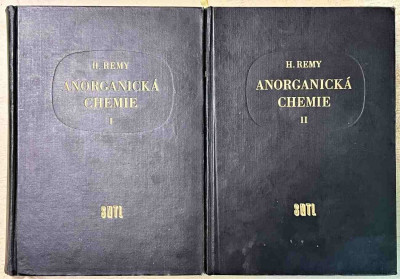 H. REMY
ANORGANICKÁ
CHEMIE
I
SNTL
H. REMY
ANORGANICKÁ
CHEMIE
II
SNTL